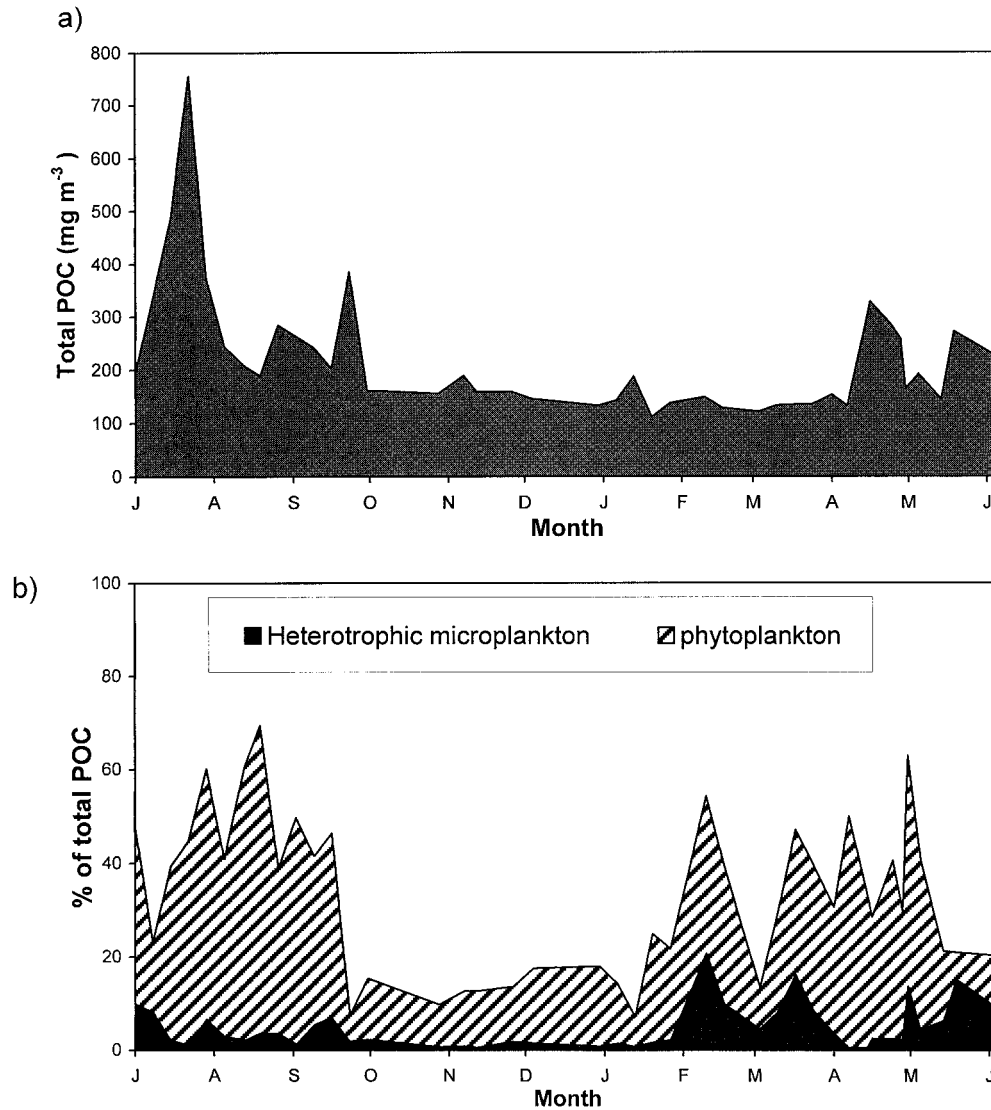 a)
800
700
600
500
400
300
200
100
0
Total POC (mg m⁻³ )
J A S O N D J F M A M J
Month
b)
100
80
60
40
20
0
% of total POC
Heterotrophic microplankton phytoplankton
J A S O N D J F M A M J
Month